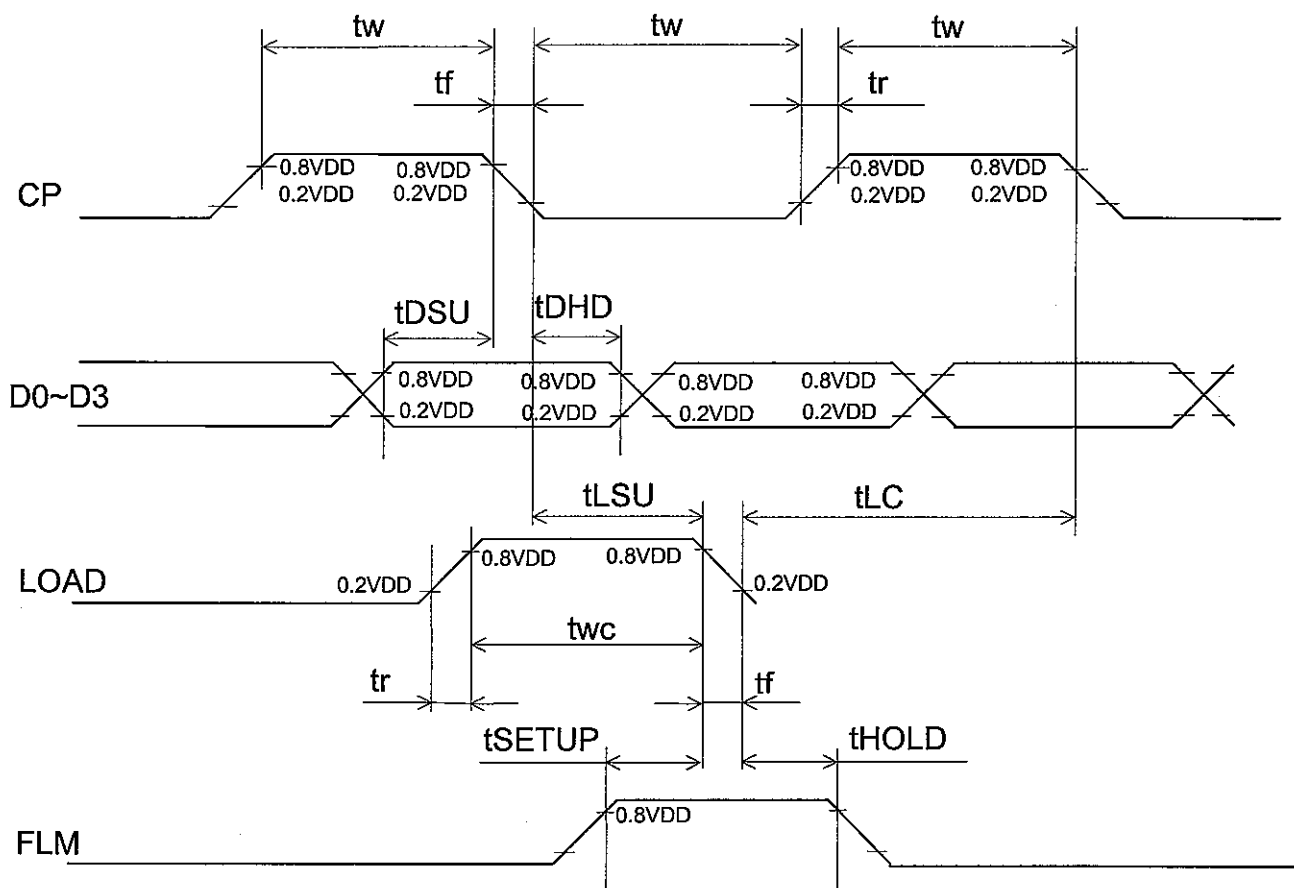 tw tw tw
tf tr
0.8VDD 0.8VDD 0.8VDD 0.8VDD
CP 0.2VDD 0.2VDD 0.2VDD 0.2VDD
tDSU tDHD
0.8VDD 0.8VDD 0.8VDD 0.8VDD
D0~D3 0.2VDD 0.2VDD 0.2VDD 0.2VDD
tLSU tLC
0.8VDD 0.8VDD
LOAD 0.2VDD 0.2VDD
twc
tr tf
tSETUP tHOLD
0.8VDD
FLM